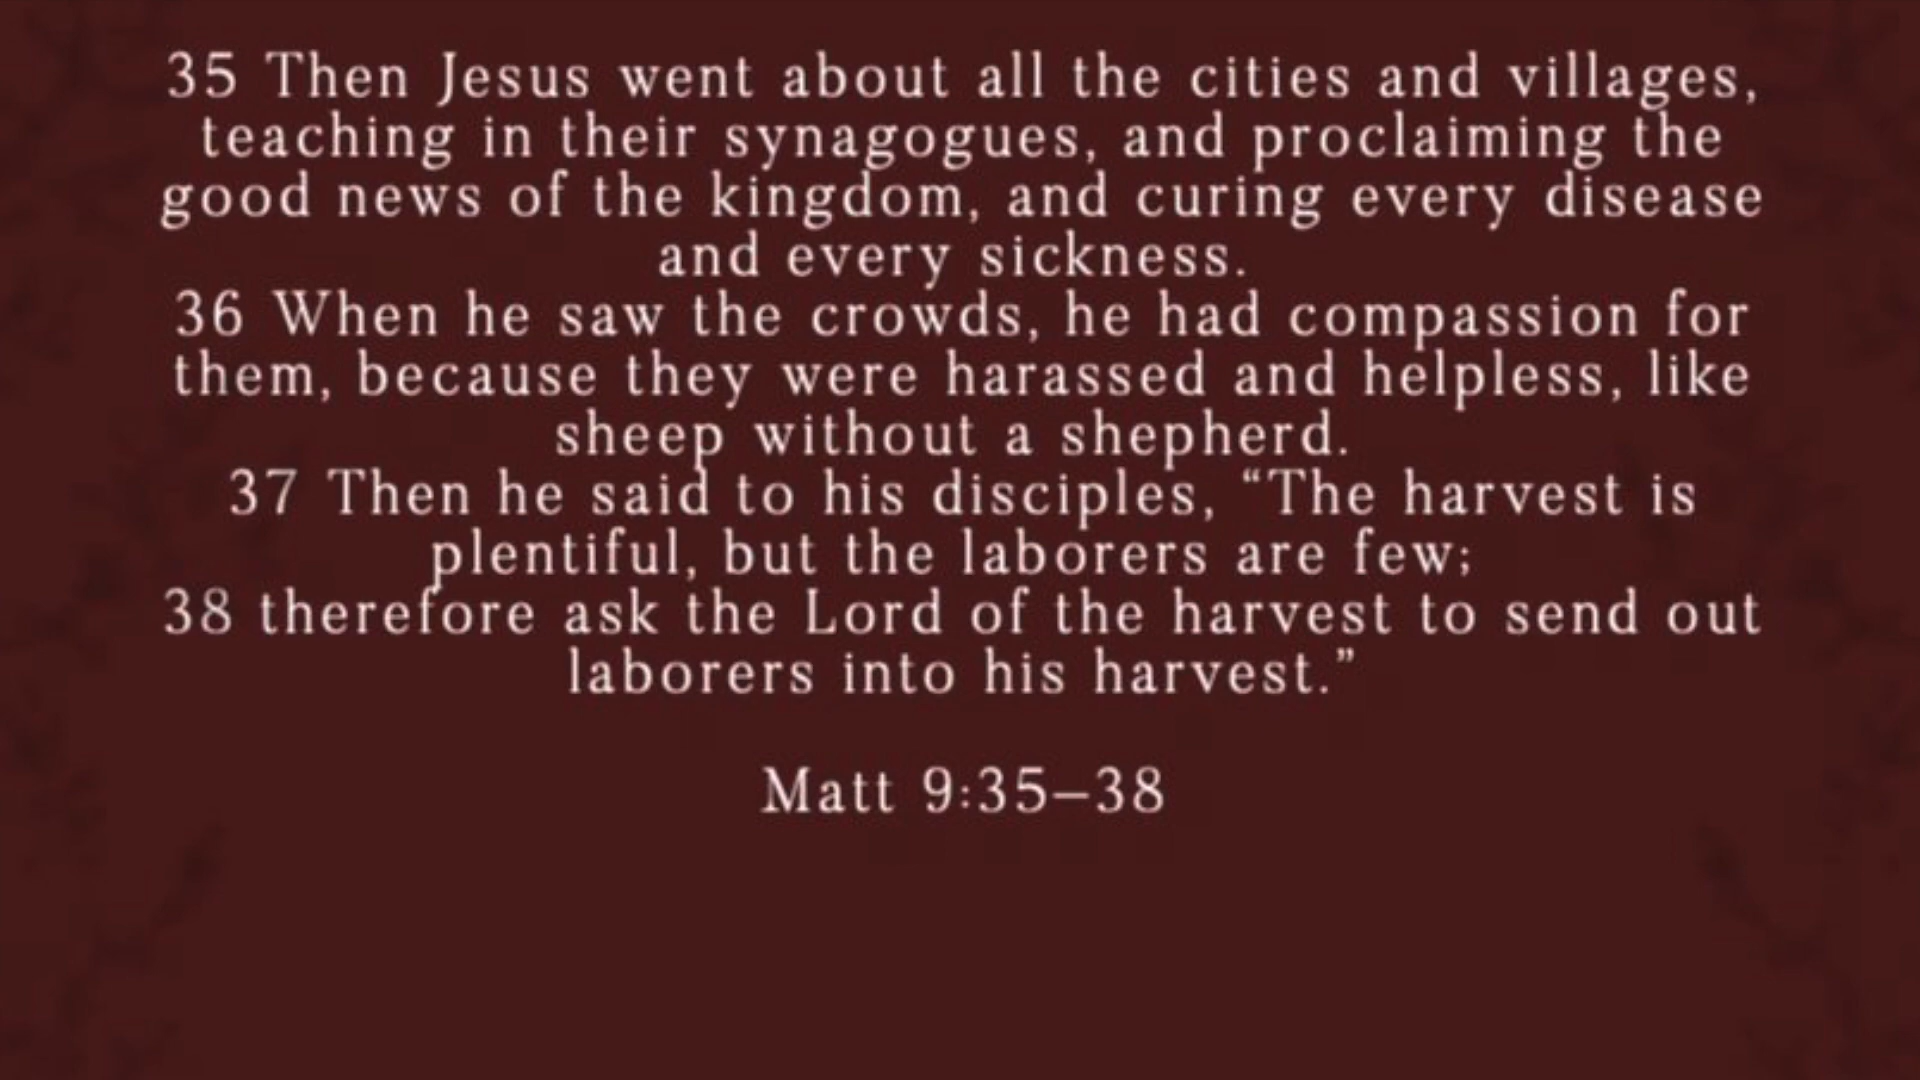 35 Then Jesus went about all the cities and villages,
teaching in their synagogues, and proclaiming the
good news of the kingdom, and curing every disease
and every sickness.
36 When he saw the crowds, he had compassion for
them, because they were harassed and helpless, like
sheep without a shepherd.
37 Then he said to his disciples, “The harvest is
plentiful, but the laborers are few;
38 therefore ask the Lord of the harvest to send out
laborers into his harvest.”
Matt 9:35–38